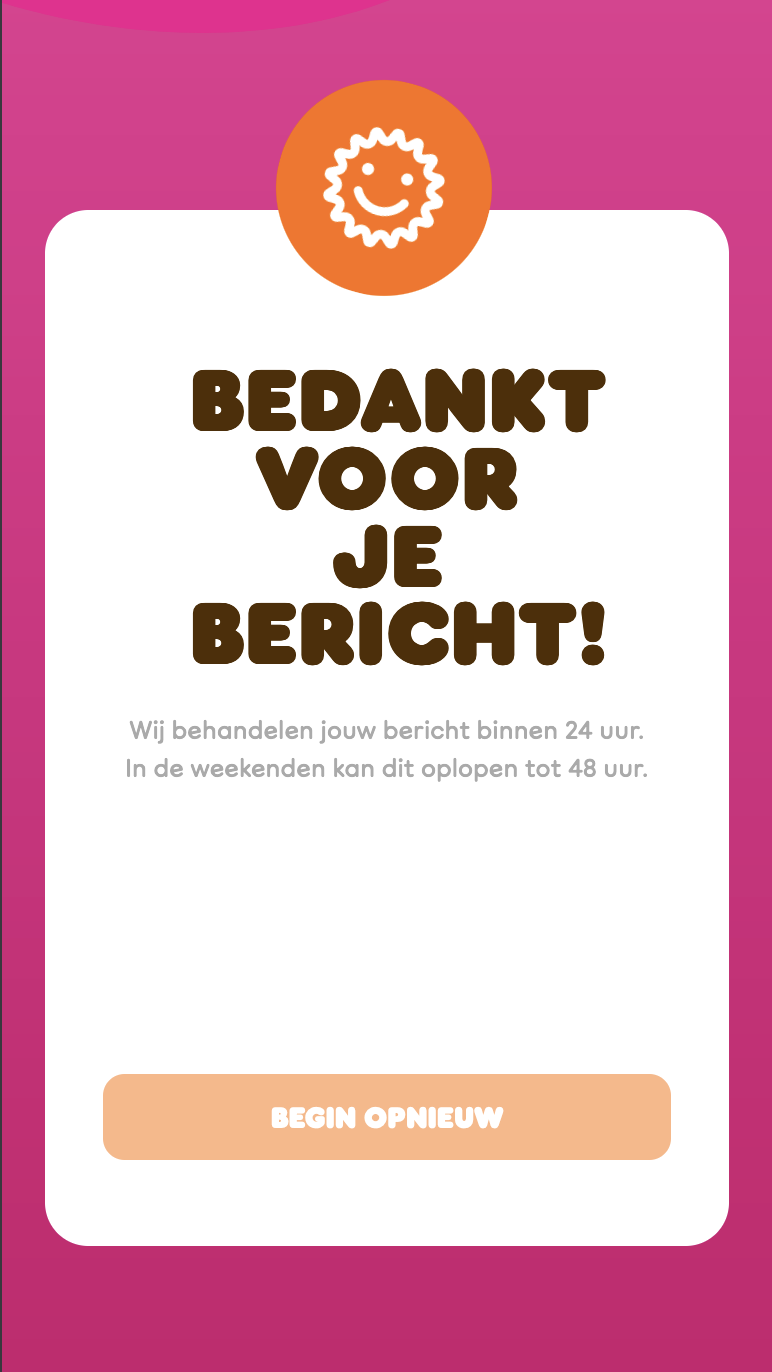 BEDANKT
VOOR
JE
BERICHT!
Wij behandelen jouw bericht binnen 24 uur.
In de weekenden kan dit oplopen tot 48 uur.
BEGIN OPNIEUW